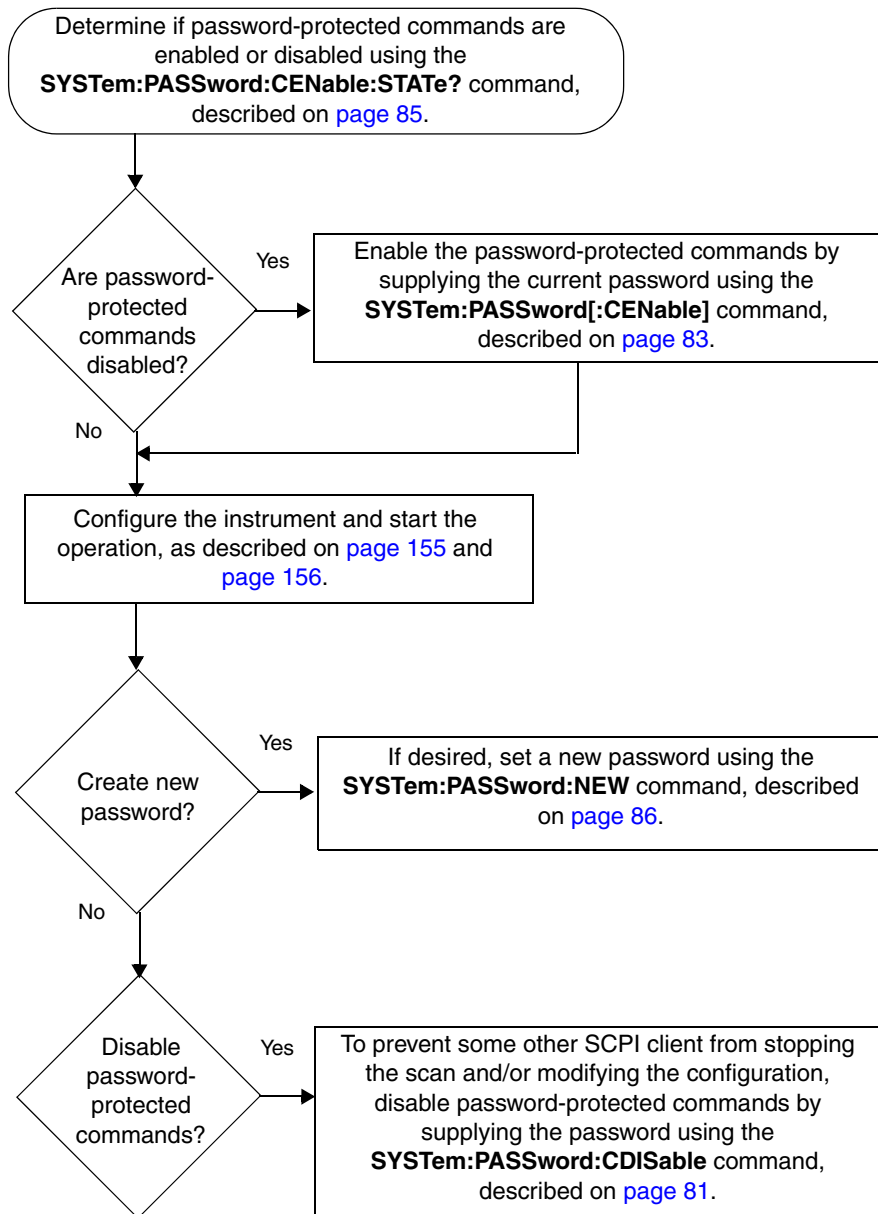 Determine if password-protected commands are
enabled or disabled using the
SYSTem:PASSword:CENable:STATe? command,
described on page 85.
Are password-
protected
commands
disabled?
Yes
Enable the password-protected commands by
supplying the current password using the
SYSTem:PASSword[:CENable] command,
described on page 83.
No
Configure the instrument and start the
operation, as described on page 155 and
page 156.
Create new
password?
Yes
If desired, set a new password using the
SYSTem:PASSword:NEW command, described
on page 86.
No
Disable
password-
protected
commands?
Yes
To prevent some other SCPI client from stopping
the scan and/or modifying the configuration,
disable password-protected commands by
supplying the password using the
SYSTem:PASSword:CDISable command,
described on page 81.